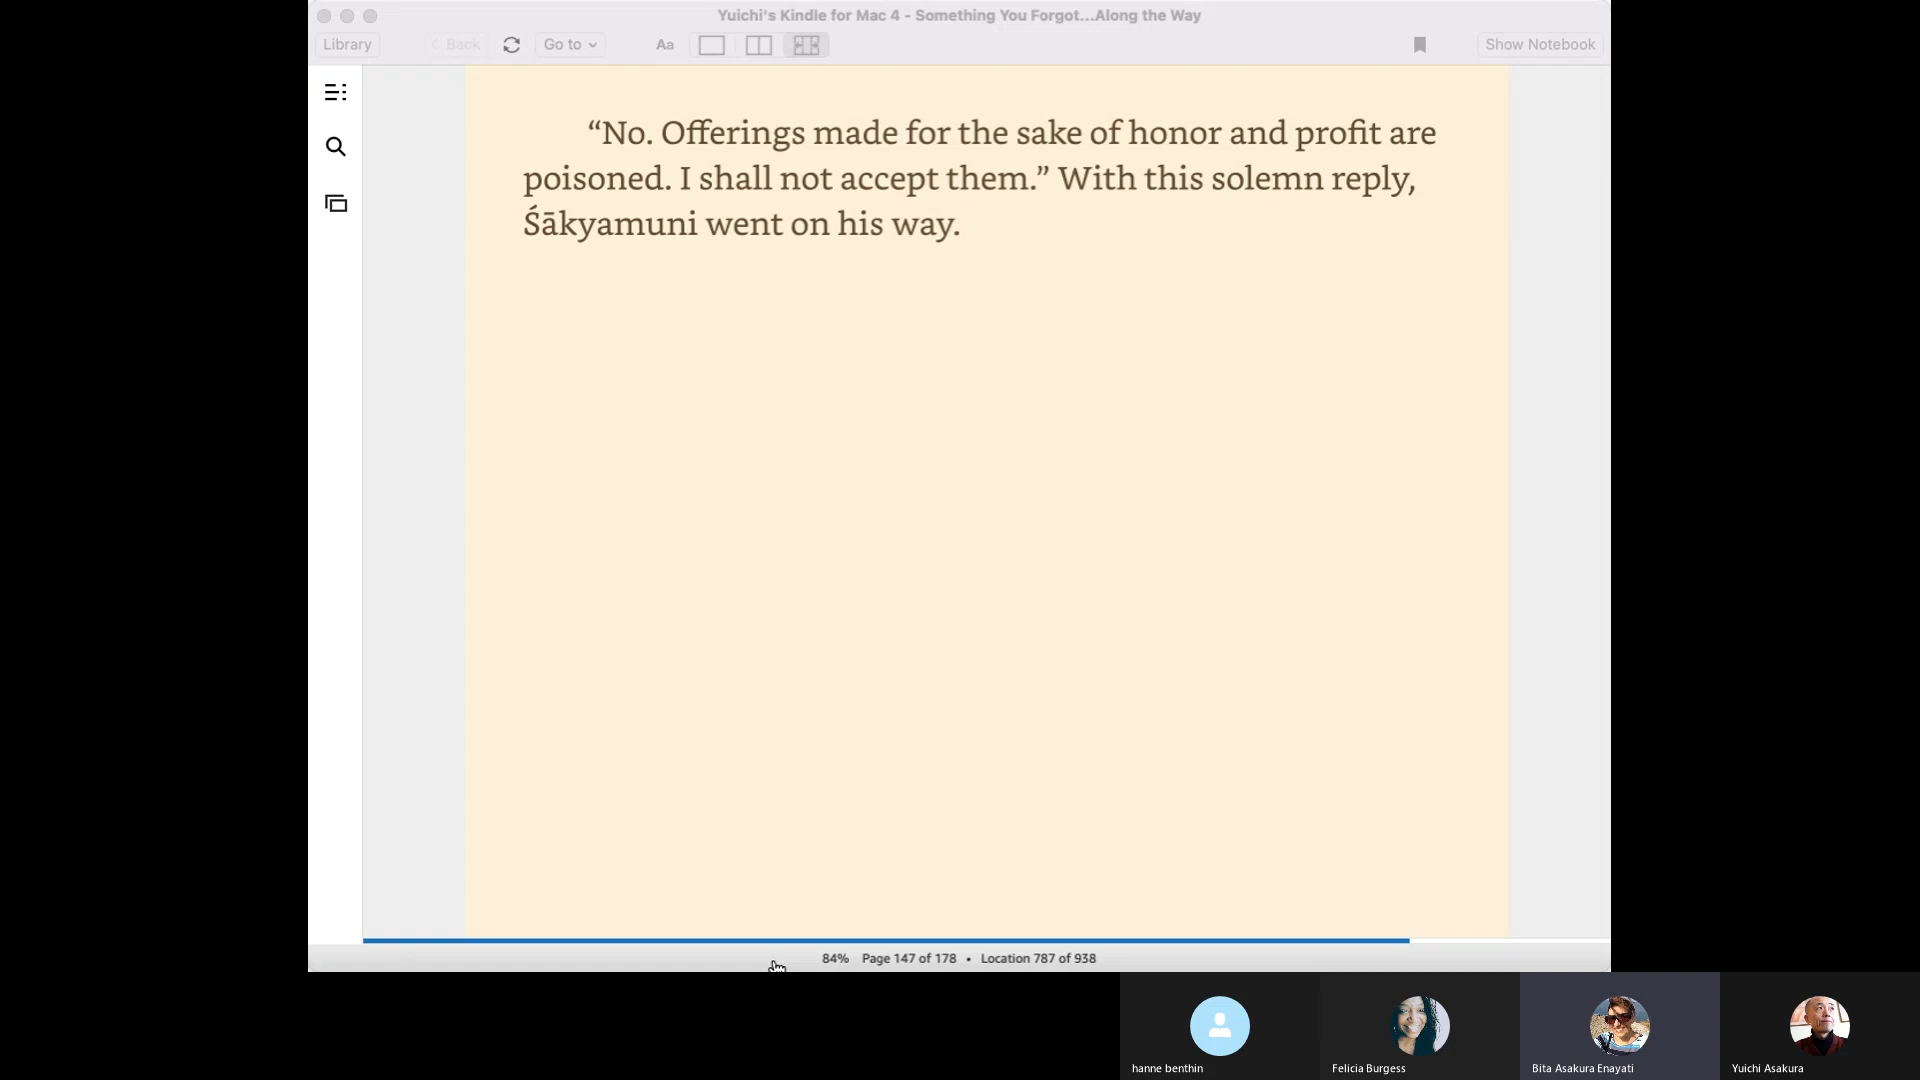 Yuichi's Kindle for Mac 4 - Something You Forgot...Along the Way
Library
Back
Go to
Aa
Show Notebook
“No. Offerings made for the sake of honor and profit are
poisoned. I shall not accept them.” With this solemn reply,
Śākyamuni went on his way.
84% Page 147 of 178 • Location 787 of 938
hanne benthin
Felicia Burgess
Bita Asakura Enayati
Yuichi Asakura